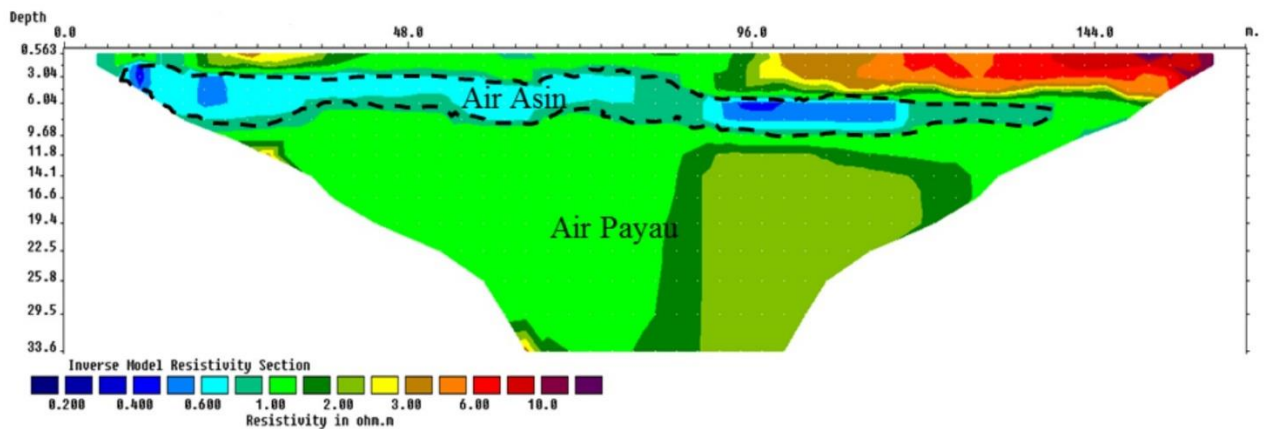 Depth
0.0 48.0 96.0 144.0 m.
0.563
3.04
6.04
9.68
11.8
14.1
16.6
19.4
22.5
25.8
29.5
33.6
Air Asin
Air Payau
Inverse Model Resistivity Section
0.200 0.400 0.600 1.00 2.00 3.00 6.00 10.0
Resistivity in ohm.m